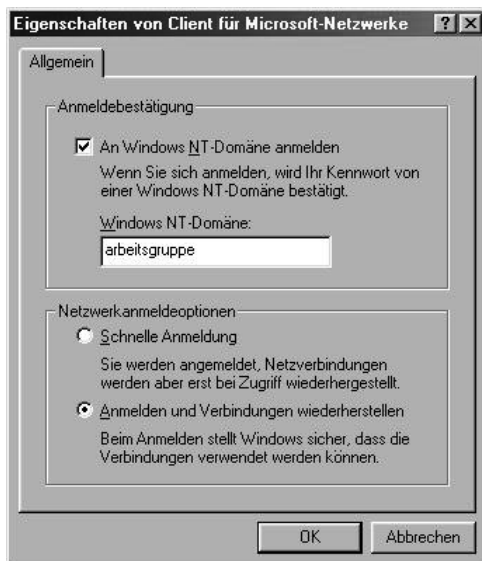 Eigenschaften von Client für Microsoft-Netzwerke
Allgemein
Anmeldebestätigung
An Windows NT-Domäne anmelden
Wenn Sie sich anmelden, wird Ihr Kennwort von
einer Windows NT-Domäne bestätigt.
Windows NT-Domäne:
arbeitsgruppe
Netzwerkanmeldeoptionen
Schnelle Anmeldung
Sie werden angemeldet, Netzverbindungen
werden aber erst bei Zugriff wiederhergestellt.
Anmelden und Verbindungen wiederherstellen
Beim Anmelden stellt Windows sicher, dass die
Verbindungen verwendet werden können.
OK Abbrechen